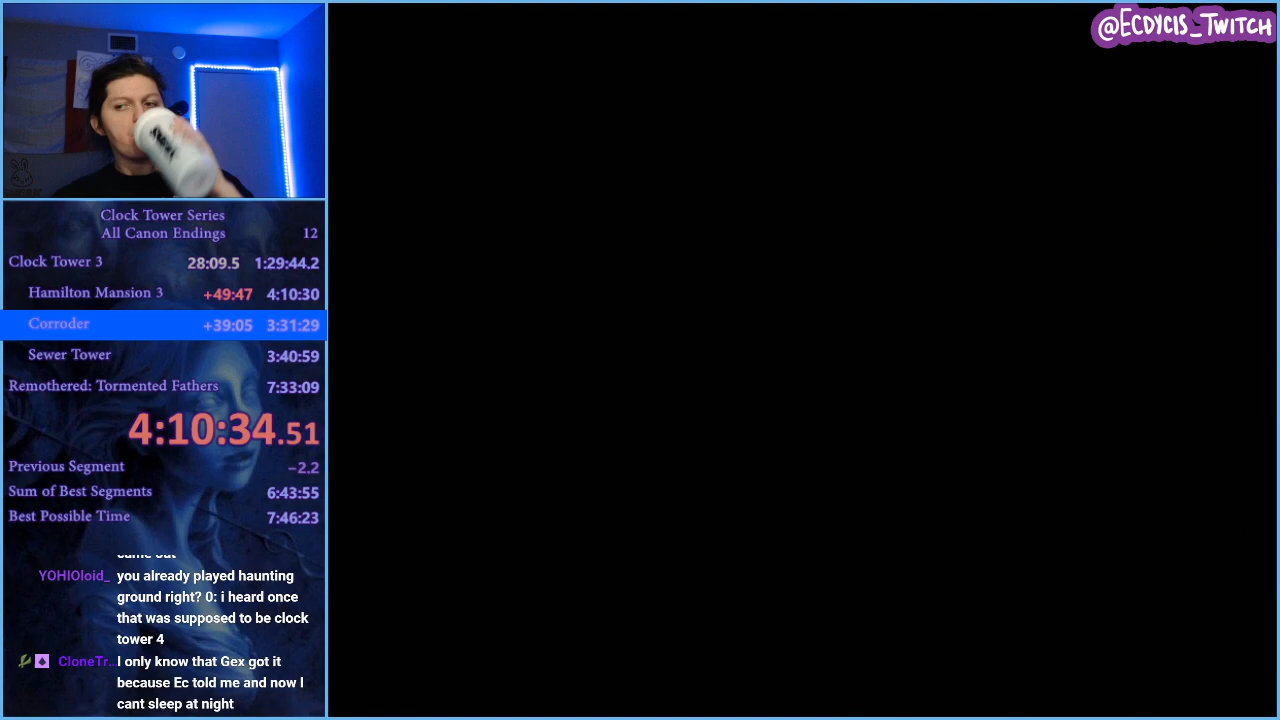 @ECDYCIS_TWITCH
Clock Tower Series
All Canon Endings 12
Clock Tower 3 28:09.5 1:29:44.2
Hamilton Mansion 3 +49:47 4:10:30
Corroder +39:05 3:31:29
Sewer Tower 3:40:59
Remothered: Tormented Fathers 7:33:09
4:10:34.51
Previous Segment −2.2
Sum of Best Segments 6:43:55
Best Possible Time 7:46:23
YOHIOloid_ you already played haunting
ground right? 0: i heard once
that was supposed to be clock
tower 4
CloneTr... I only know that Gex got it
because Ec told me and now I
cant sleep at night